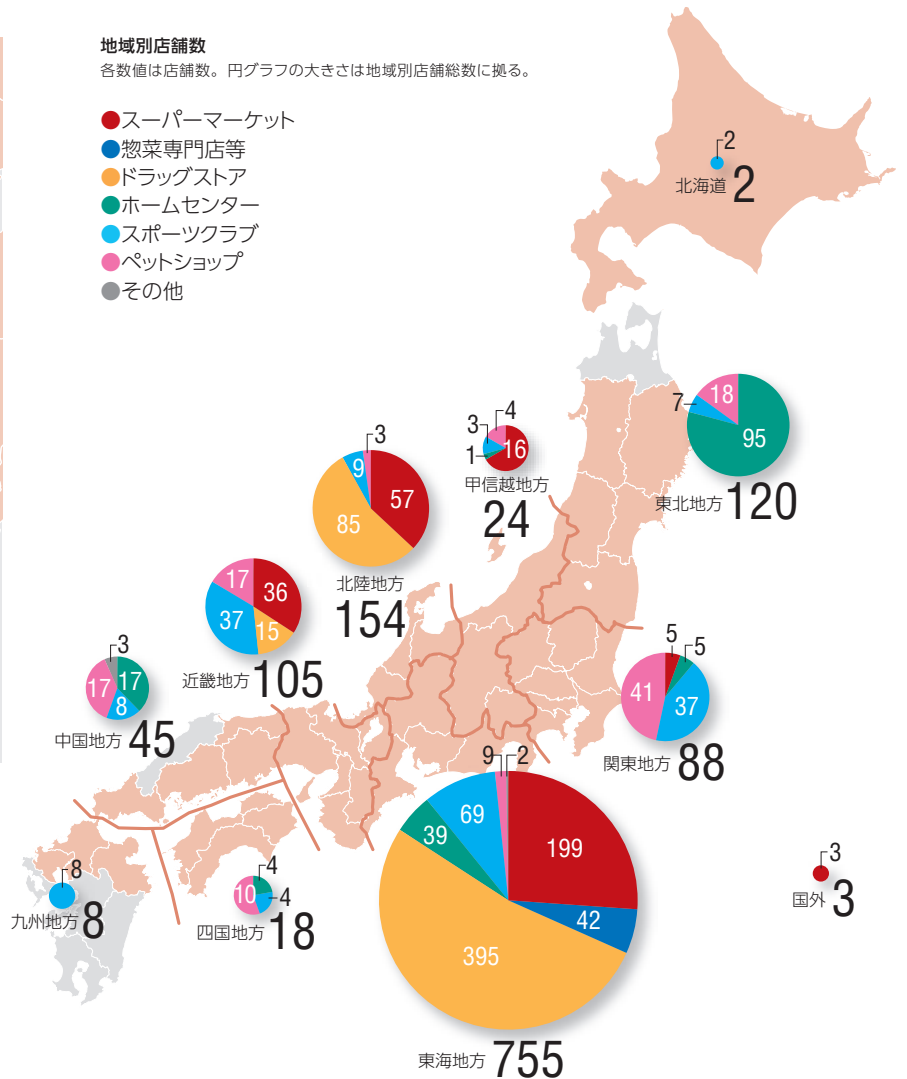 地域別店舗数
各数値は店舗数。円グラフの大きさは地域別店舗総数に拠る。
スーパーマーケット
惣菜専門店等
ドラッグストア
ホームセンター
スポーツクラブ
ペットショップ
その他
2
北海道 2
18
7
95
東北地方 120
4
3
16
1
甲信越地方
24
3
9
57
85
北陸地方
154
17
36
37
15
近畿地方 105
3
17
17
8
中国地方 45
5
5
41
37
関東地方 88
9
2
69
39
199
42
395
東海地方 755
8
九州地方 8
4
10
4
四国地方 18
3
国外 3